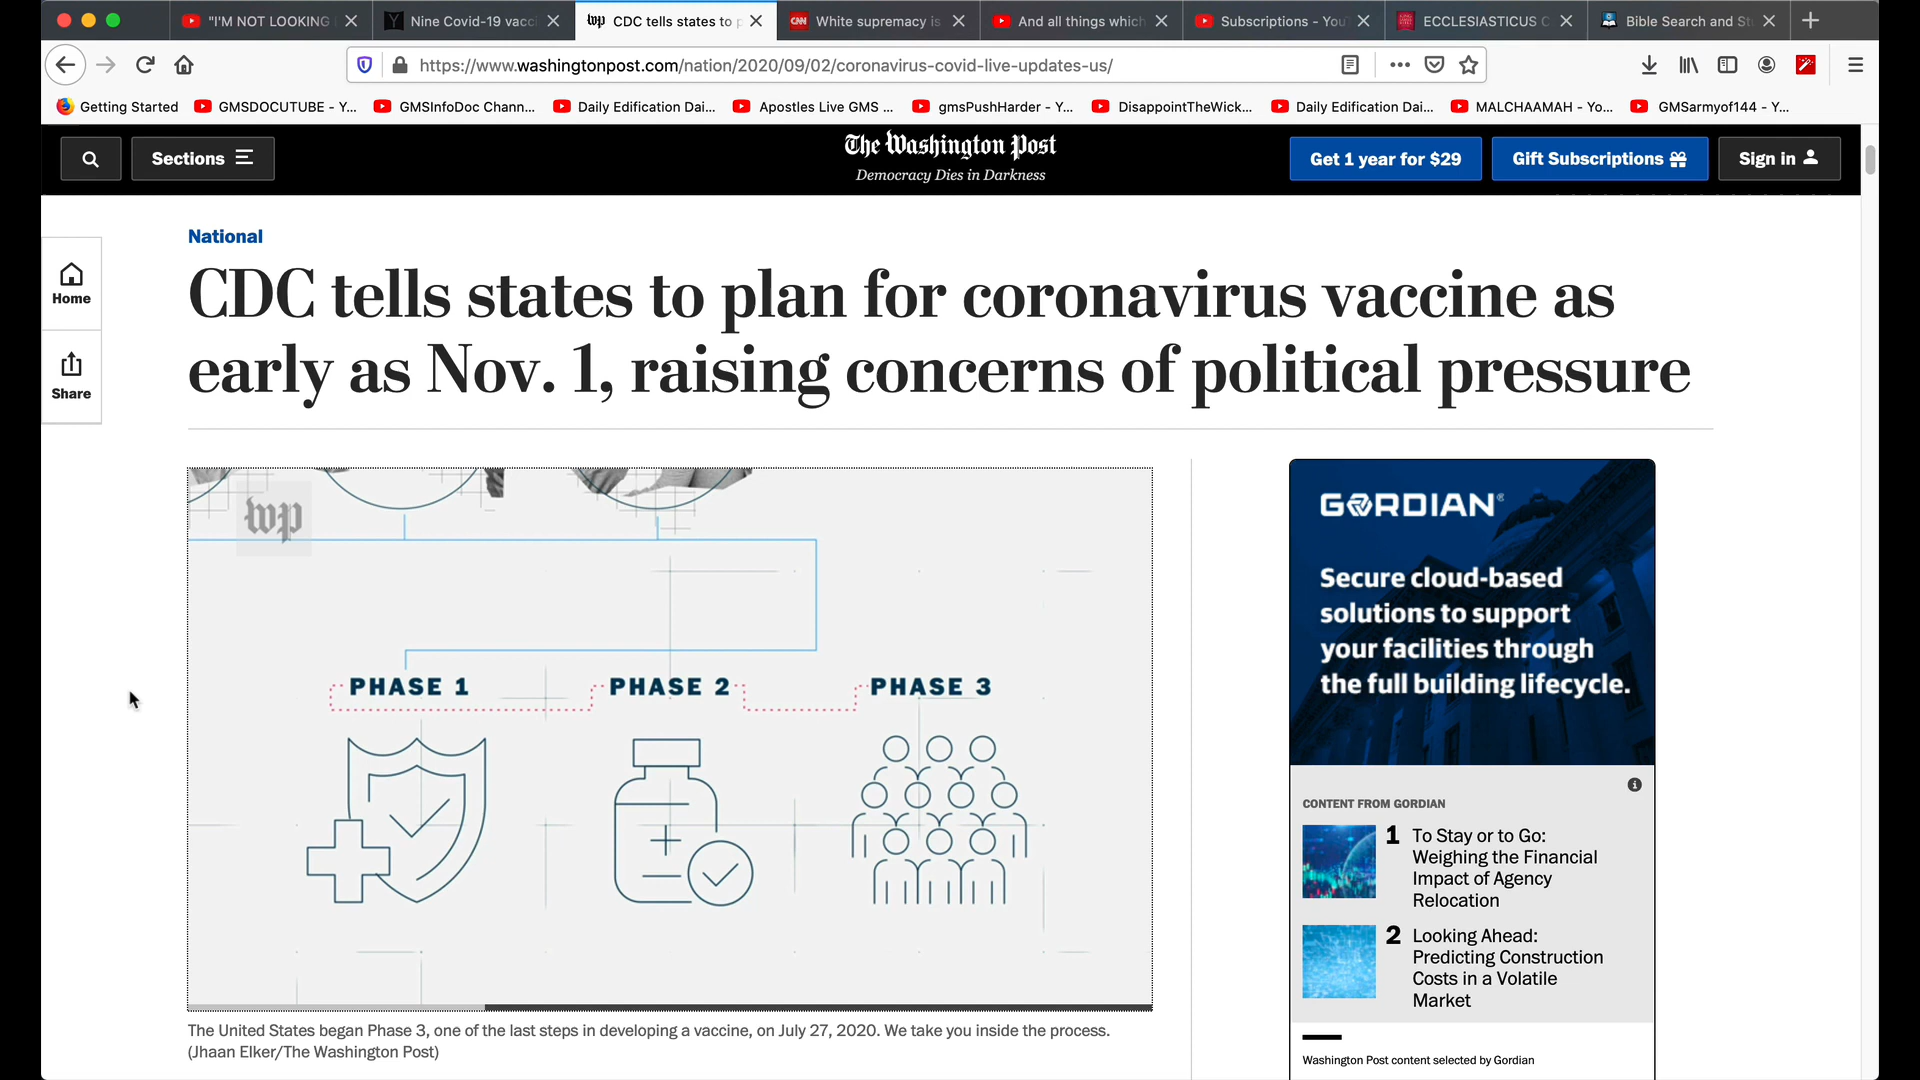 "I'M NOT LOOKING
Nine Covid-19 vacci
CDC tells states to p
White supremacy is
And all things which
Subscriptions - You
ECCLESIASTICUS C
Bible Search and St
https://www.washingtonpost.com/nation/2020/09/02/coronavirus-covid-live-updates-us/
Getting Started
GMSDOCUTUBE - Y...
GMSInfoDoc Chann...
Daily Edification Dai...
Apostles Live GMS ...
gmsPushHarder - Y...
DisappointTheWick...
Daily Edification Dai...
MALCHAAMAH - Yo...
GMSarmyof144 - Y...
Sections
The Washington Post
Democracy Dies in Darkness
Get 1 year for $29
Gift Subscriptions
Sign in
Home
Share
National
CDC tells states to plan for coronavirus vaccine as
early as Nov. 1, raising concerns of political pressure
wp
PHASE 1
PHASE 2
PHASE 3
The United States began Phase 3, one of the last steps in developing a vaccine, on July 27, 2020. We take you inside the process.
(Jhaan Elker/The Washington Post)
GORDIAN®
Secure cloud-based
solutions to support
your facilities through
the full building lifecycle.
CONTENT FROM GORDIAN
1 To Stay or to Go:
Weighing the Financial
Impact of Agency
Relocation
2 Looking Ahead:
Predicting Construction
Costs in a Volatile
Market
Washington Post content selected by Gordian